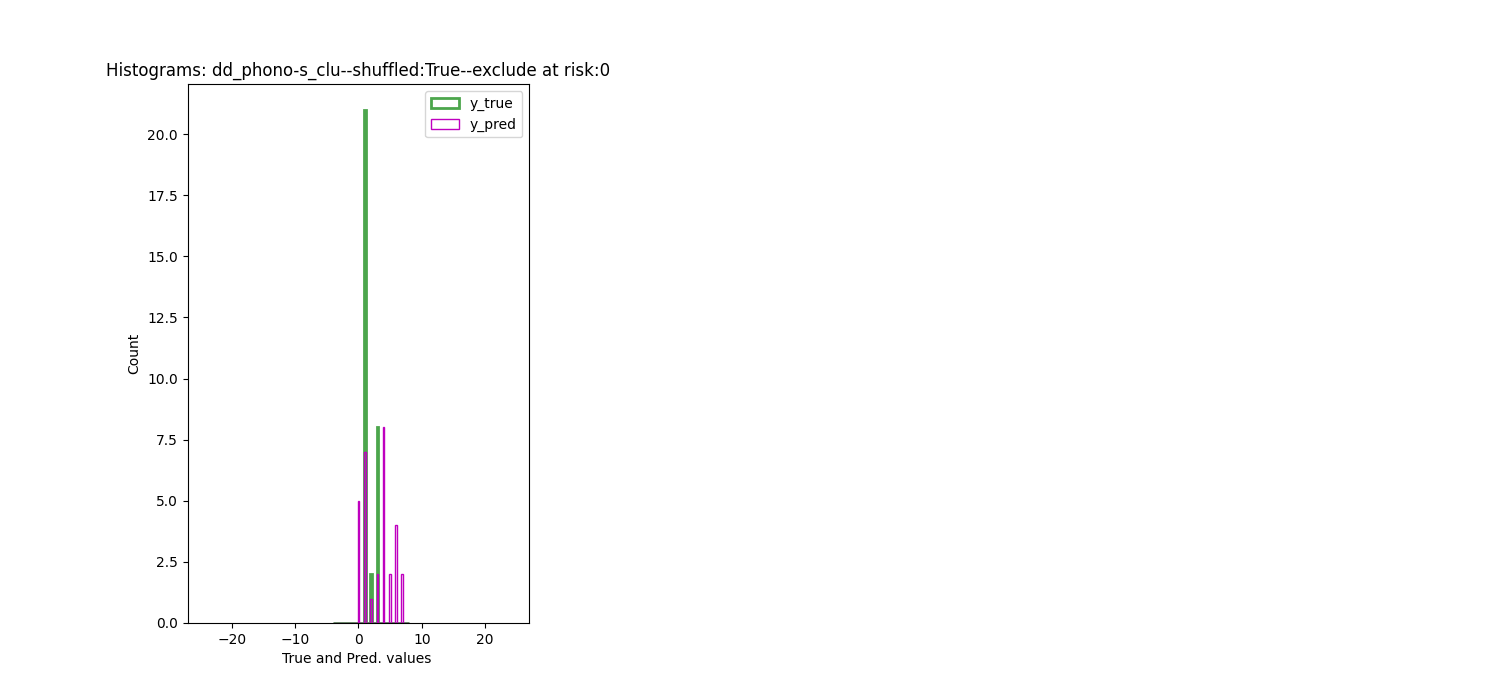 Histograms: dd_phono-s_clu--shuffled:True--exclude at risk:0
y_true
y_pred
20.0
17.5
15.0
12.5
10.0
7.5
5.0
2.5
0.0
Count
−20 −10 0 10 20
True and Pred. values